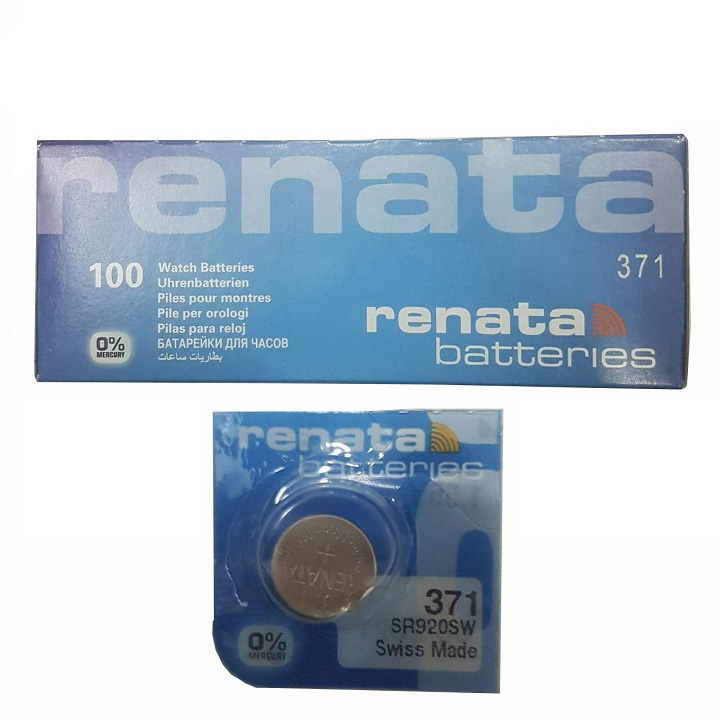 renata
100
Watch Batteries
Uhrenbatterien
Piles pour montres
Pile per orologi
Pilas para reloj
БАТАРЕЙКИ ДЛЯ ЧАСОВ
بطاريات ساعات
0%
MERCURY
371
renata
batteries
renata
batteries
+
RENATA
371
SR920SW
Swiss Made
0%
MERCURY